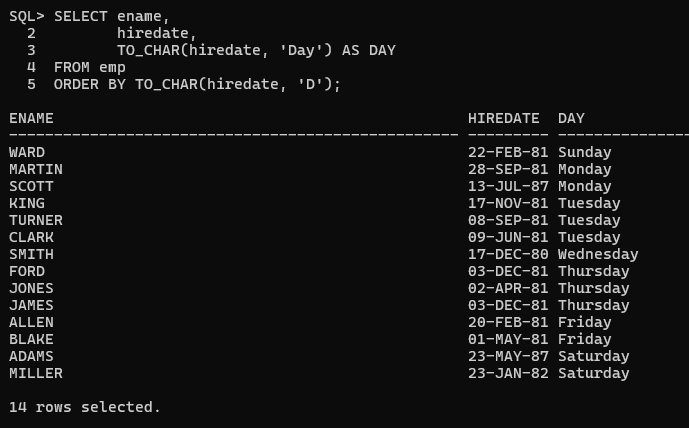 SQL> SELECT ename,
  2         hiredate,
  3         TO_CHAR(hiredate, 'Day') AS DAY
  4  FROM emp
  5  ORDER BY TO_CHAR(hiredate, 'D');
ENAME                                              HIREDATE  DAY
-------------------------------------------------- --------- ---------------
WARD                                               22-FEB-81 Sunday
MARTIN                                             28-SEP-81 Monday
SCOTT                                              13-JUL-87 Monday
KING                                               17-NOV-81 Tuesday
TURNER                                             08-SEP-81 Tuesday
CLARK                                              09-JUN-81 Tuesday
SMITH                                              17-DEC-80 Wednesday
FORD                                               03-DEC-81 Thursday
JONES                                              02-APR-81 Thursday
JAMES                                              03-DEC-81 Thursday
ALLEN                                              20-FEB-81 Friday
BLAKE                                              01-MAY-81 Friday
ADAMS                                              23-MAY-87 Saturday
MILLER                                             23-JAN-82 Saturday
14 rows selected.